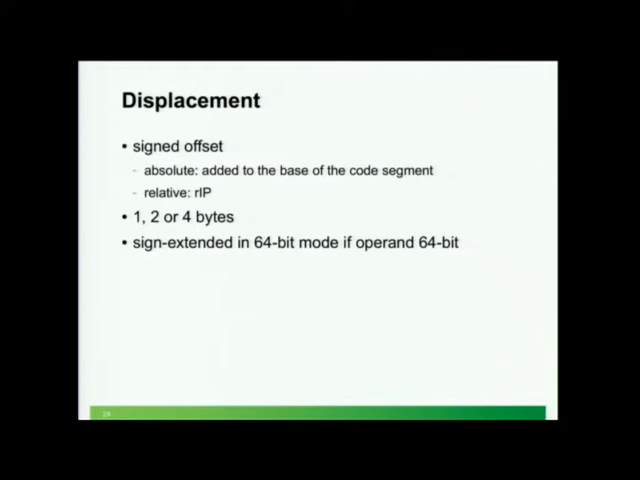 Displacement
• signed offset
- absolute: added to the base of the code segment
- relative: rIP
• 1, 2 or 4 bytes
• sign-extended in 64-bit mode if operand 64-bit